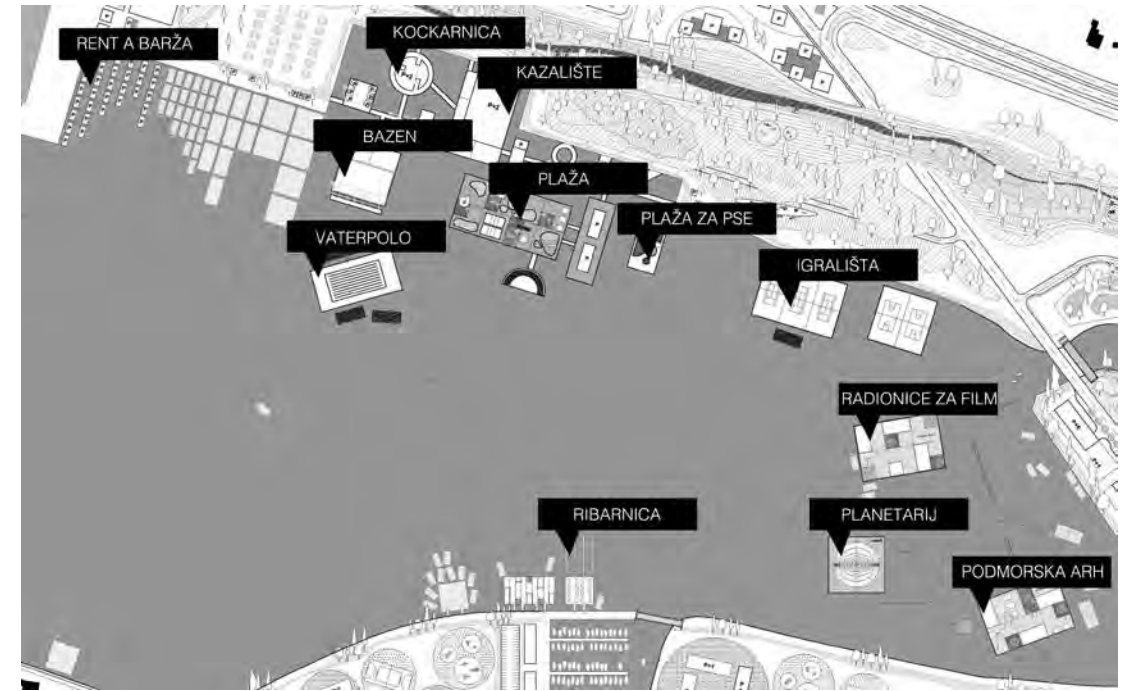 RENT A BARŽA
KOCKARNICA
KAZALIŠTE
BAZEN
PLAŽA
PLAŽA ZA PSE
VATERPOLO
IGRALIŠTA
RADIONICE ZA FILM
RIBARNICA
PLANETARIJ
PODMORSKA ARH